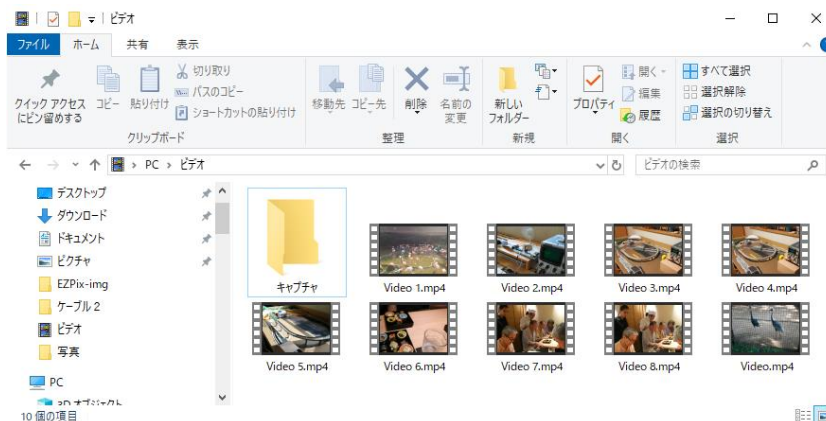 ビデオ
ファイル ホーム 共有 表示
クイック アクセス
にピン留めする
コピー
貼り付け
切り取り
パスのコピー
ショートカットの貼り付け
クリップボード
移動先
コピー先
削除
名前の
変更
整理
新しい
フォルダー
新規
プロパティ
開く
編集
履歴
開く
すべて選択
選択解除
選択の切り替え
選択
PC ビデオ
ビデオの検索
デスクトップ
ダウンロード
ドキュメント
ピクチャ
EZPix-img
ケーブル 2
ビデオ
写真
PC
3D オブジェクト
キャプチャ
Video 1.mp4
Video 2.mp4
Video 3.mp4
Video 4.mp4
Video 5.mp4
Video 6.mp4
Video 7.mp4
Video 8.mp4
Video.mp4
10 個の項目